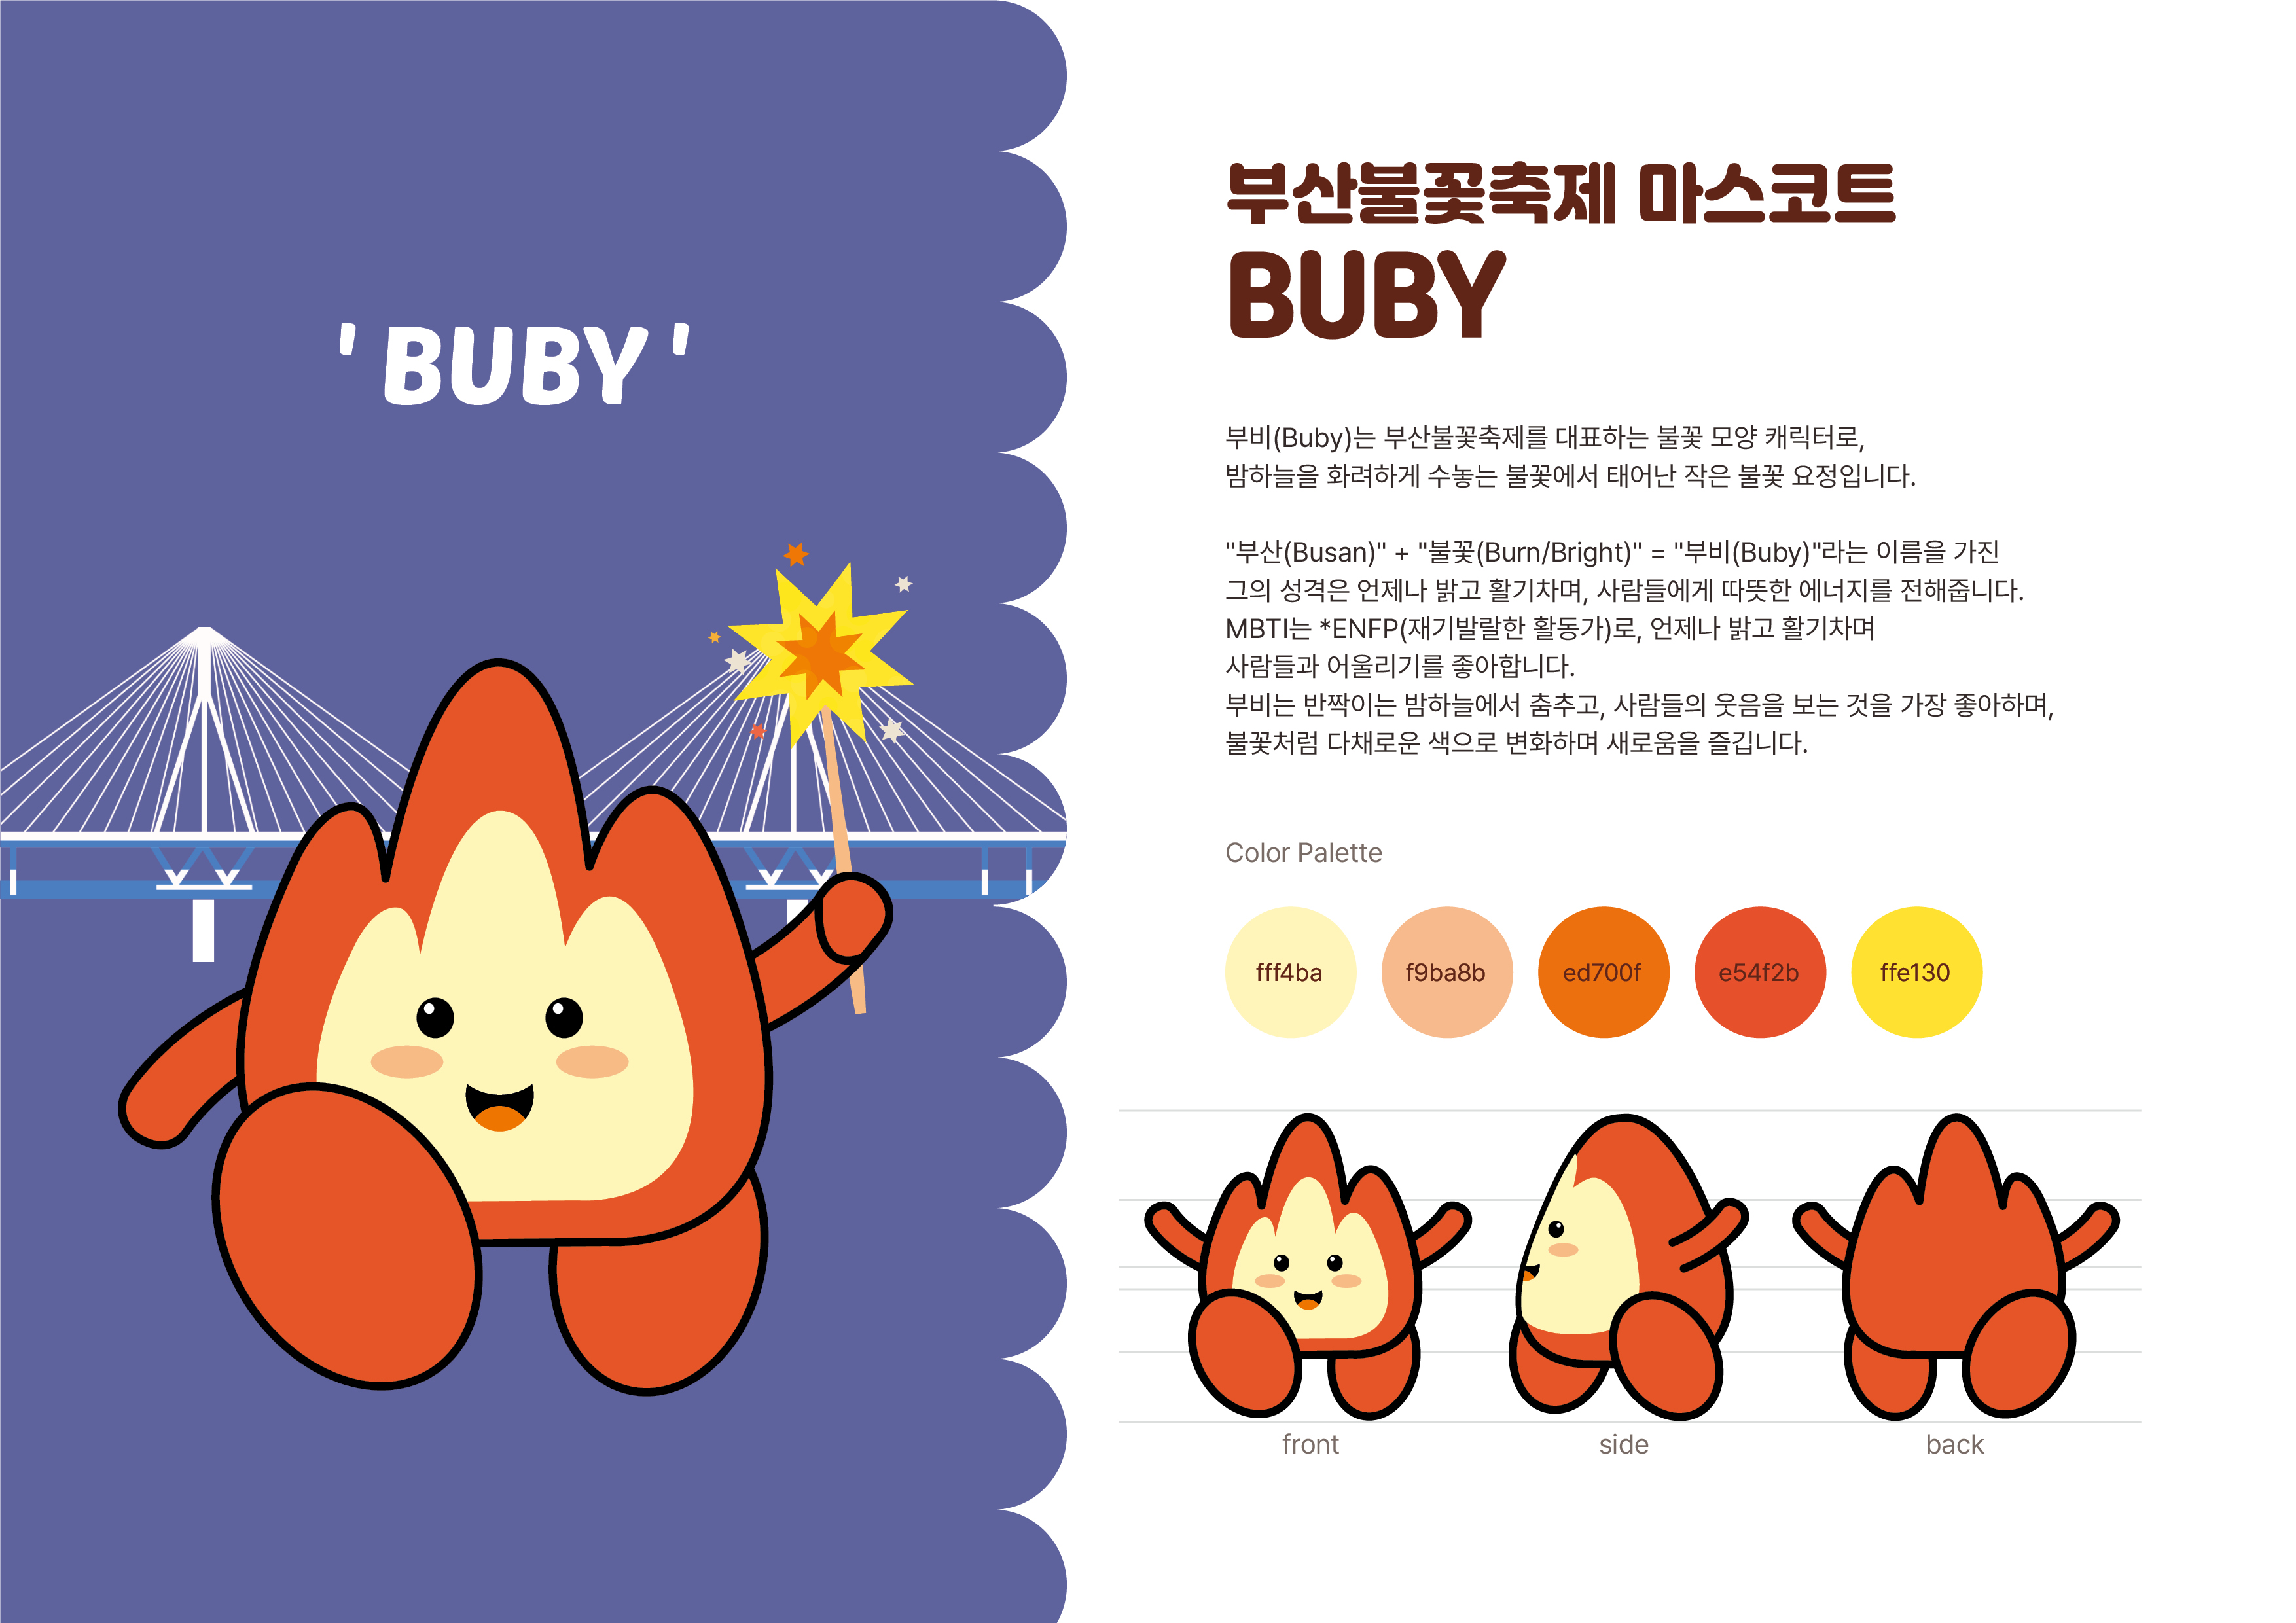 'BUBY'
부산불꽃축제 마스코트
BUBY
부비(Buby)는 부산불꽃축제를 대표하는 불꽃 모양 캐릭터로,
밤하늘을 화려하게 수놓는 불꽃에서 태어난 작은 불꽃 요정입니다.
"부산(Busan)" + "불꽃(Burn/Bright)" = "부비(Buby)"라는 이름을 가진
그의 성격은 언제나 밝고 활기차며, 사람들에게 따뜻한 에너지를 전해줍니다.
MBTI는 *ENFP(재기발랄한 활동가)로, 언제나 밝고 활기차며
사람들과 어울리기를 좋아합니다.
부비는 반짝이는 밤하늘에서 춤추고, 사람들의 웃음을 보는 것을 가장 좋아하며,
불꽃처럼 다채로운 색으로 변화하며 새로움을 즐깁니다.
Color Palette
fff4ba f9ba8b ed700f e54f2b ffe130
front side back